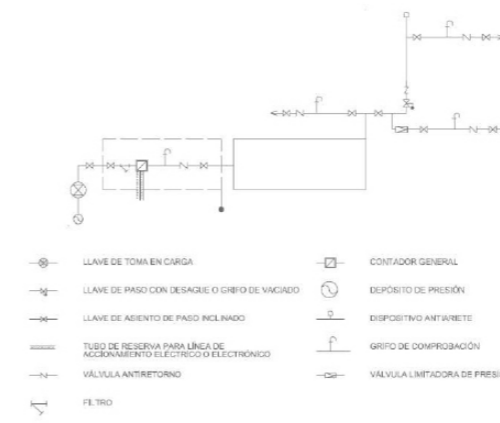 LLAVE DE TOMA EN CARGA
LLAVE DE PASO CON DESAGUE O GRIFO DE VACIADO
LLAVE DE ASIENTO DE PASO INCLINADO
TUBO DE RESERVA PARA LÍNEA DE
ACCIONAMIENTO ELÉCTRICO O ELECTRÓNICO
VÁLVULA ANTIRETORNO
FILTRO
CONTADOR GENERAL
DEPÓSITO DE PRESIÓN
DISPOSITIVO ANTIARIETE
GRIFO DE COMPROBACIÓN
VÁLVULA LIMITADORA DE PRESI